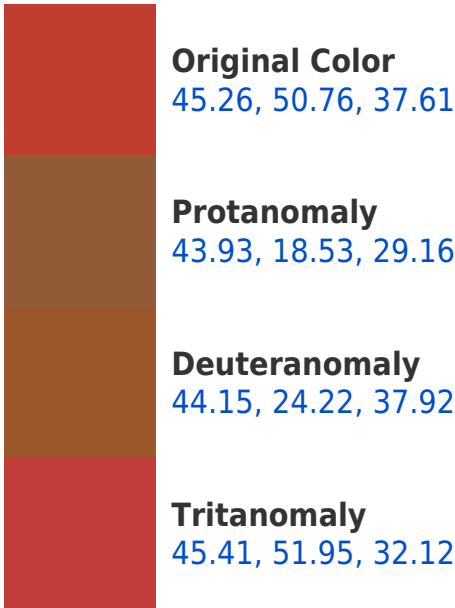 Original Color
45.26, 50.76, 37.61
Protanomaly
43.93, 18.53, 29.16
Deuteranomaly
44.15, 24.22, 37.92
Tritanomaly
45.41, 51.95, 32.12